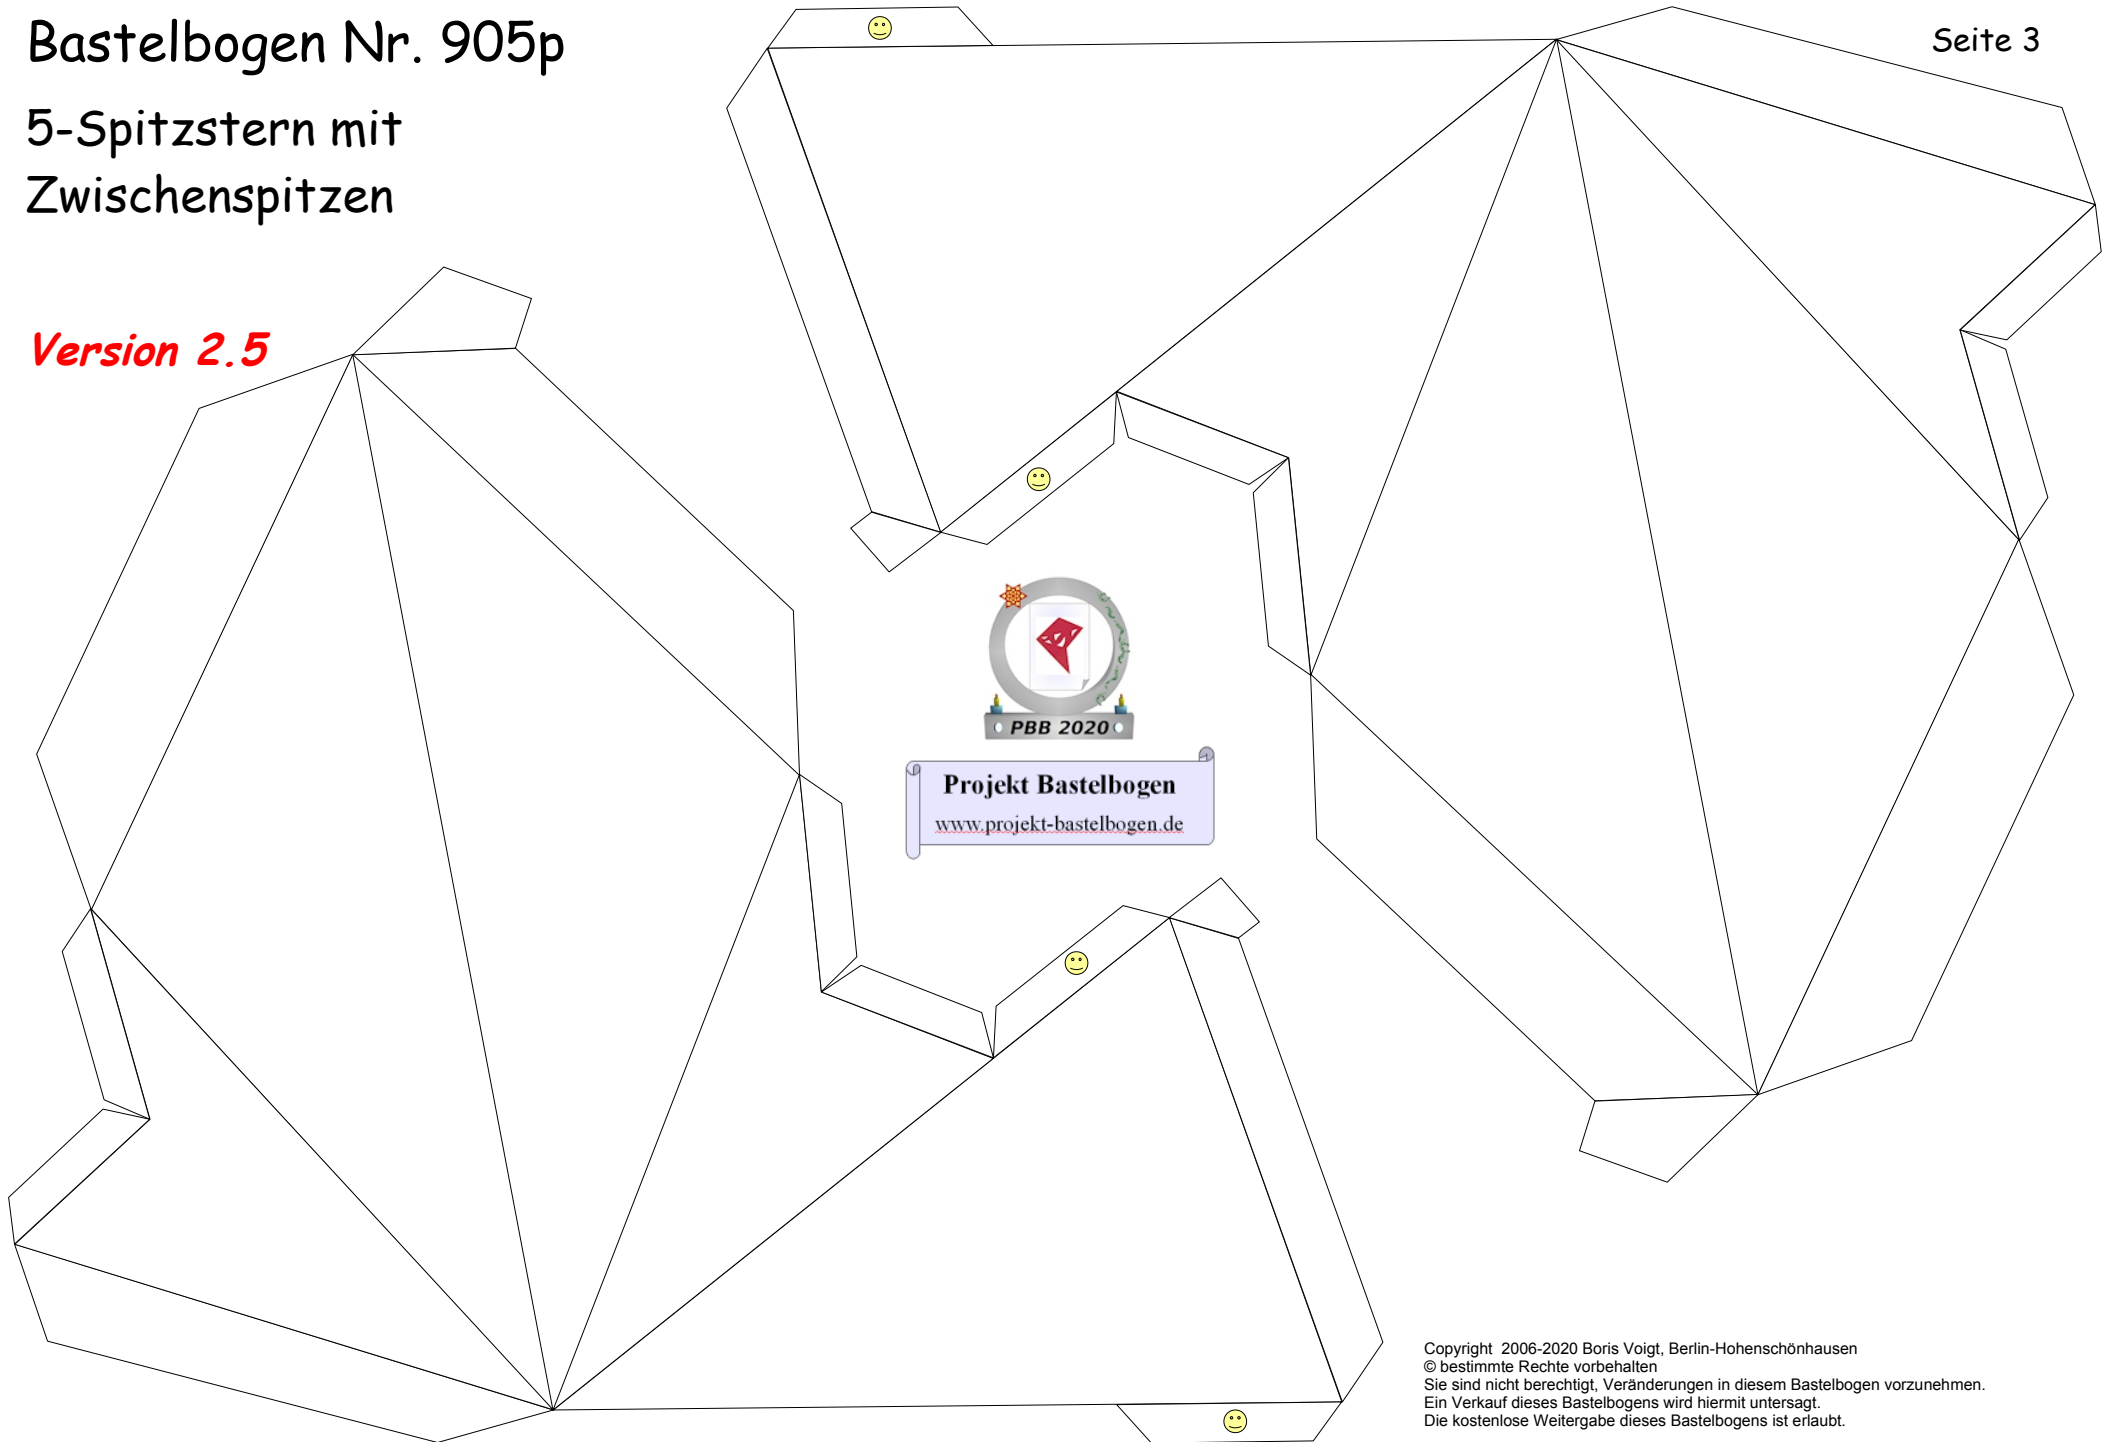 Bastelbogen Nr. 905p
Seite 3
5-Spitzstern mit
Zwischenspitzen
Version 2.5
PBB 2020
Projekt Bastelbogen
www.projekt-bastelbogen.de
Copyright  2006-2020 Boris Voigt, Berlin-Hohenschönhausen
© bestimmte Rechte vorbehalten
Sie sind nicht berechtigt, Veränderungen in diesem Bastelbogen vorzunehmen.
Ein Verkauf dieses Bastelbogens wird hiermit untersagt.
Die kostenlose Weitergabe dieses Bastelbogens ist erlaubt.